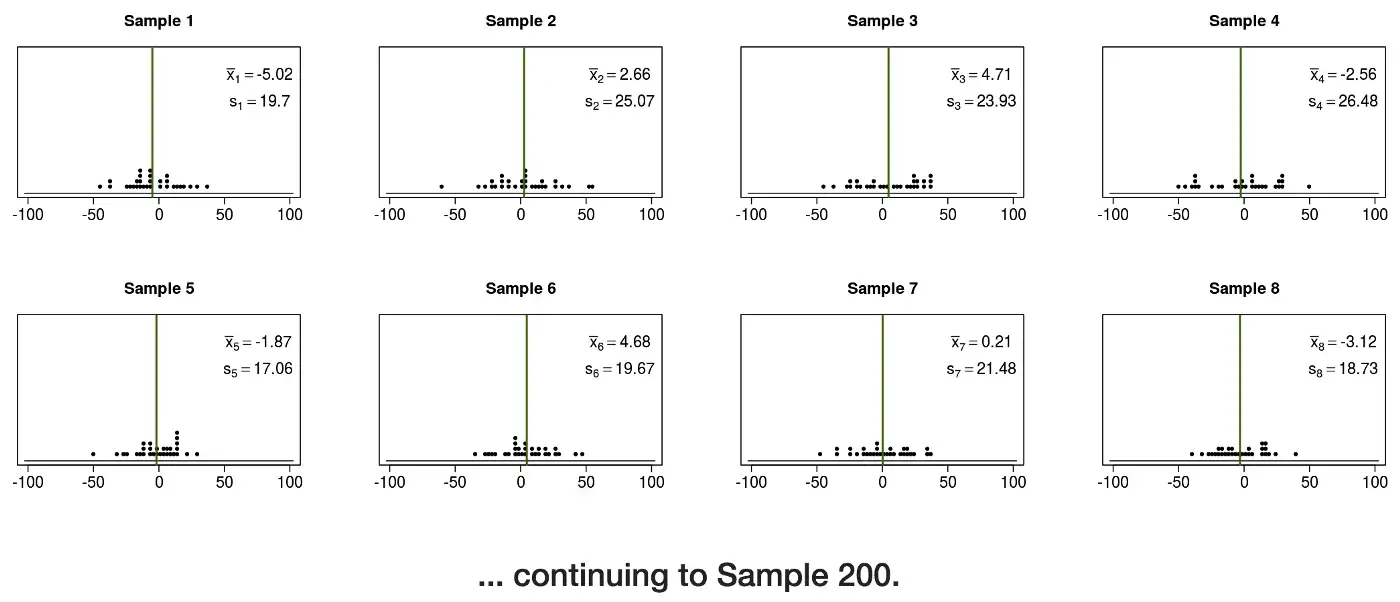 Sample 1 Sample 2 Sample 3 Sample 4
x̅₁ = -5.02 x̅₂ = 2.66 x̅₃ = 4.71 x̅₄ = -2.56
s₁ = 19.7 s₂ = 25.07 s₃ = 23.93 s₄ = 26.48
-100 -50 0 50 100 -100 -50 0 50 100 -100 -50 0 50 100 -100 -50 0 50 100
Sample 5 Sample 6 Sample 7 Sample 8
x̅₅ = -1.87 x̅₆ = 4.68 x̅₇ = 0.21 x̅₈ = -3.12
s₅ = 17.06 s₆ = 19.67 s₇ = 21.48 s₈ = 18.73
-100 -50 0 50 100 -100 -50 0 50 100 -100 -50 0 50 100 -100 -50 0 50 100
... continuing to Sample 200.